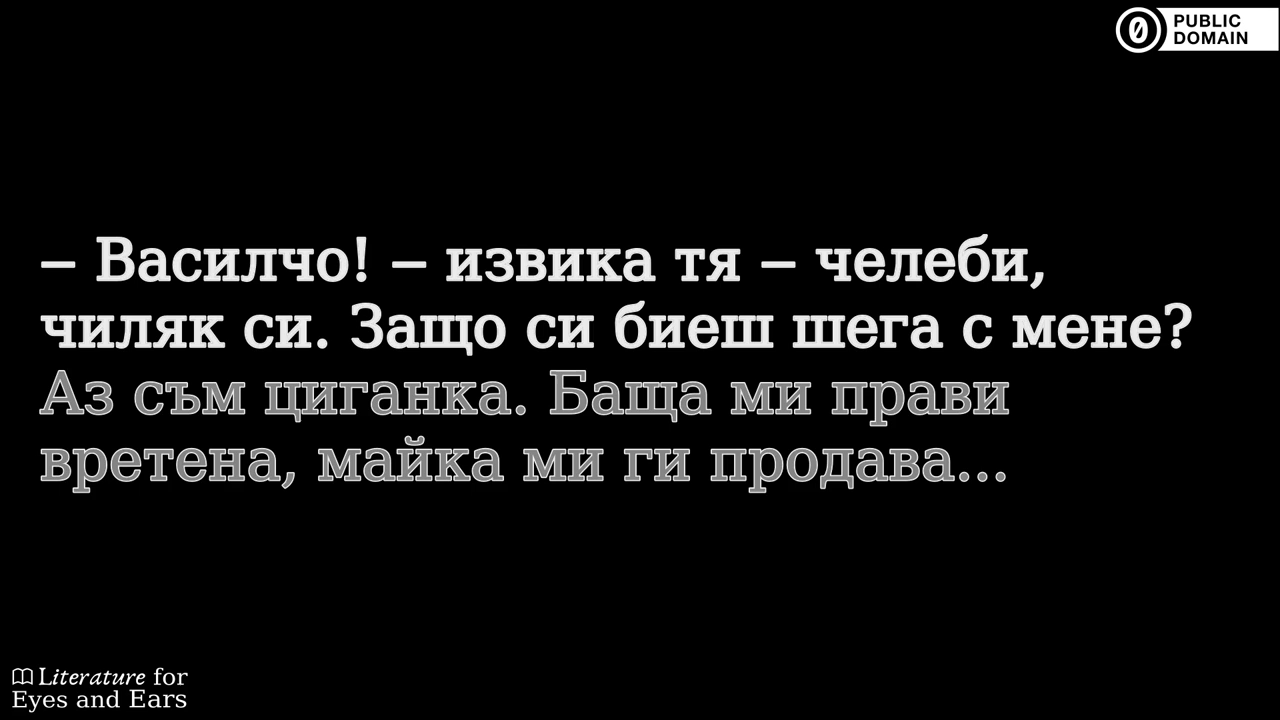 PUBLIC
DOMAIN
– Василчо! – извика тя – челеби,
чиляк си. Защо си биеш шега с мене?
Аз съм циганка. Баща ми прави
вретена, майка ми ги продава...
Literature for
Eyes and Ears